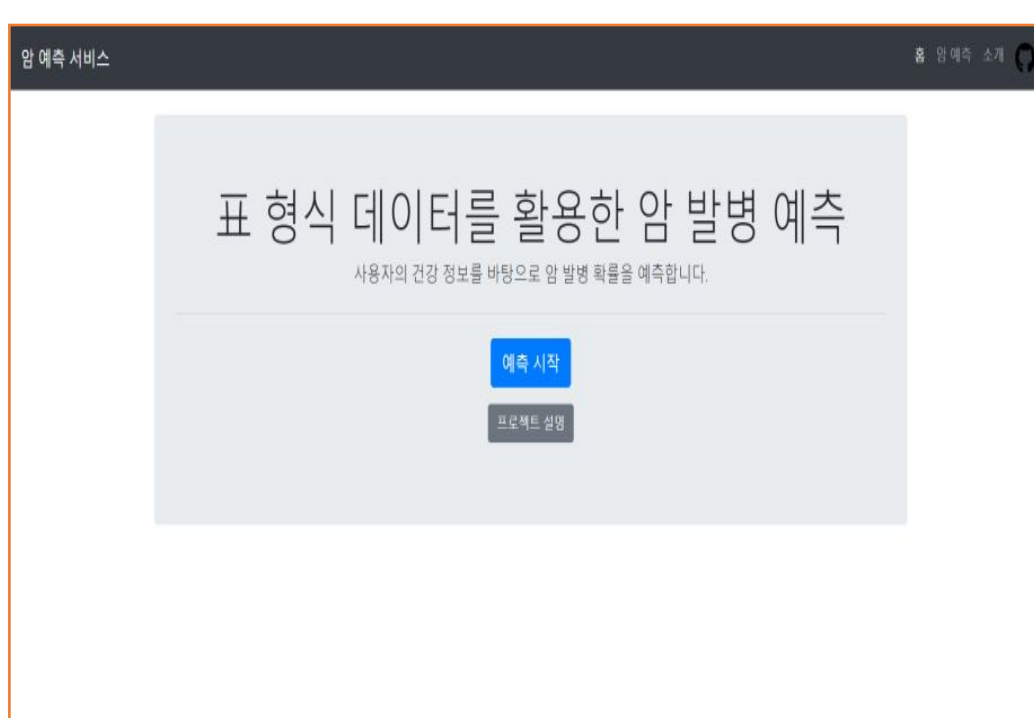 암 예측 서비스
홈 암 예측 소개
표 형식 데이터를 활용한 암 발병 예측
사용자의 건강 정보를 바탕으로 암 발병 확률을 예측합니다.
예측 시작
프로젝트 설명